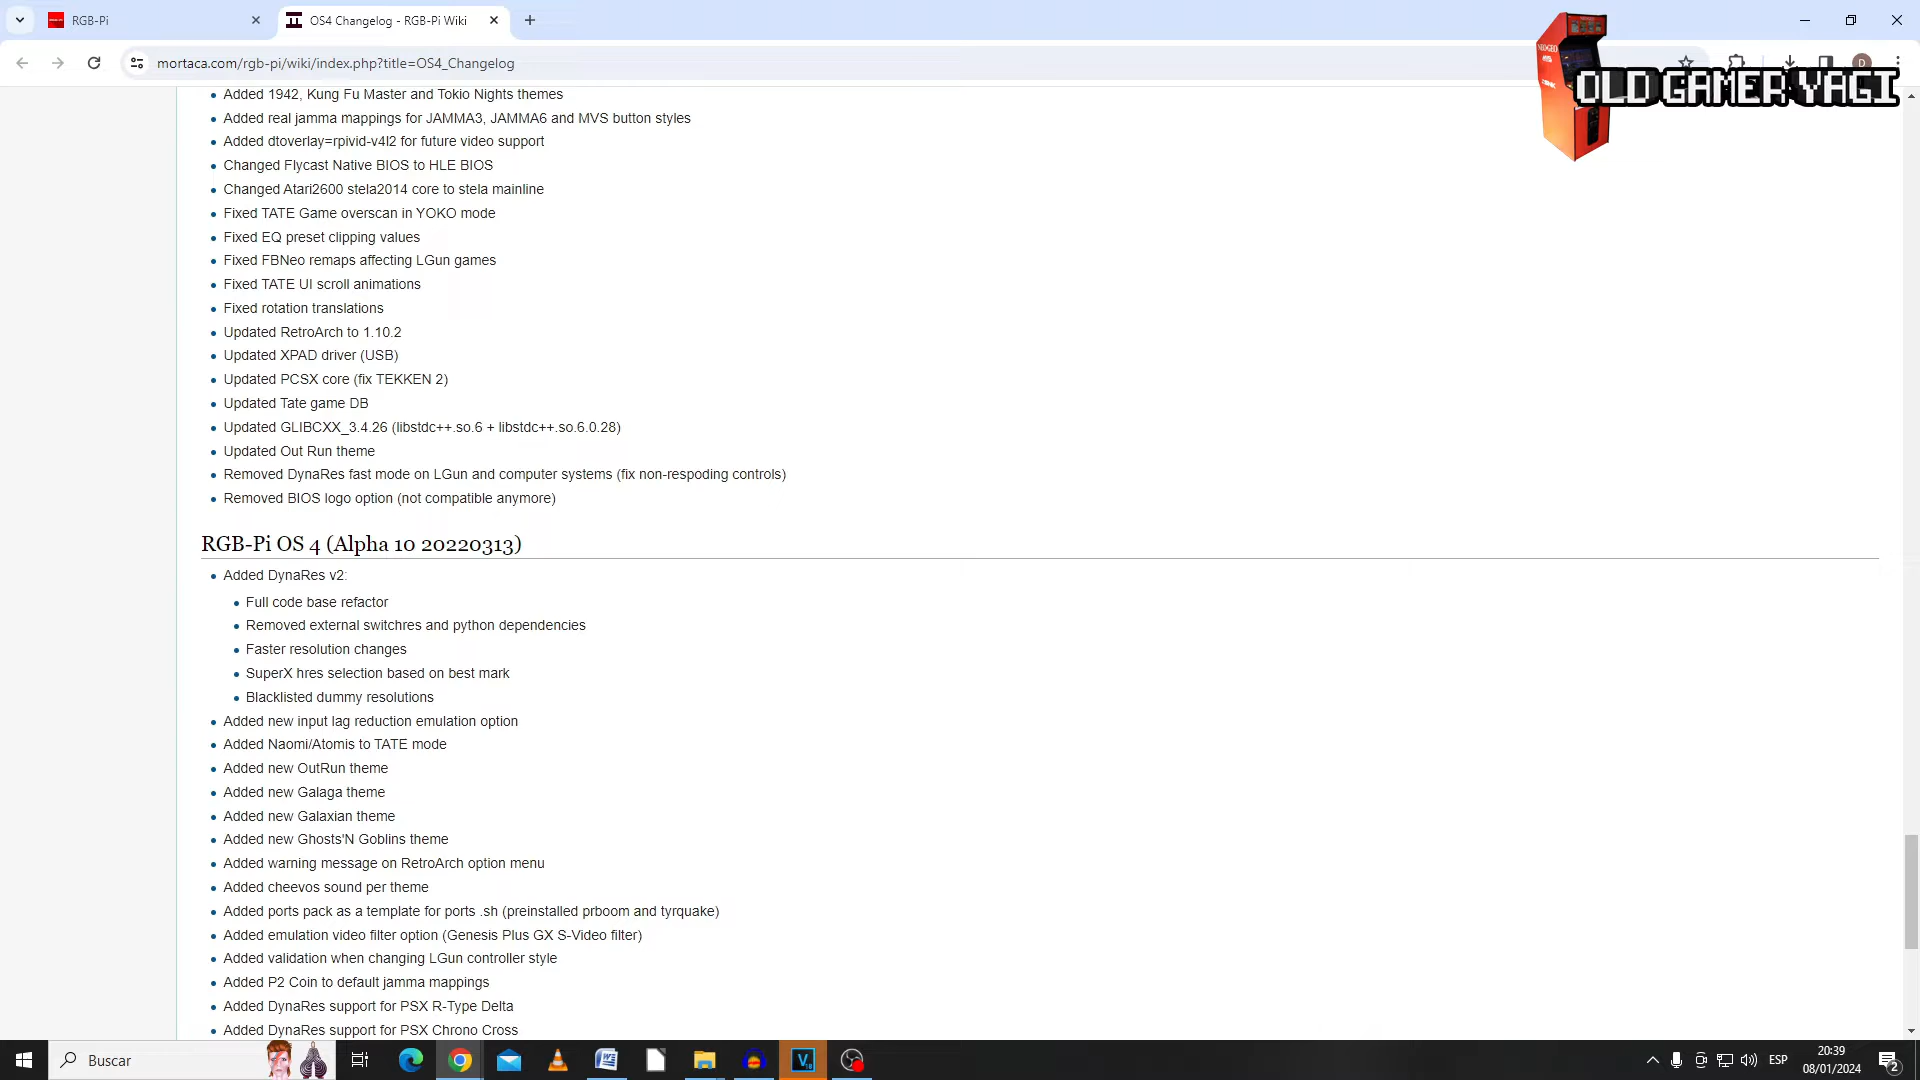 RGB-Pi
OS4 Changelog - RGB-Pi Wiki
mortaca.com/rgb-pi/wiki/index.php?title=OS4_Changelog
D
OLD GAMER YAGI
Added 1942, Kung Fu Master and Tokio Nights themes
Added real jamma mappings for JAMMA3, JAMMA6 and MVS button styles
Added dtoverlay=rpivid-v4l2 for future video support
Changed Flycast Native BIOS to HLE BIOS
Changed Atari2600 stela2014 core to stela mainline
Fixed TATE Game overscan in YOKO mode
Fixed EQ preset clipping values
Fixed FBNeo remaps affecting LGun games
Fixed TATE UI scroll animations
Fixed rotation translations
Updated RetroArch to 1.10.2
Updated XPAD driver (USB)
Updated PCSX core (fix TEKKEN 2)
Updated Tate game DB
Updated GLIBCXX_3.4.26 (libstdc++.so.6 + libstdc++.so.6.0.28)
Updated Out Run theme
Removed DynaRes fast mode on LGun and computer systems (fix non-respoding controls)
Removed BIOS logo option (not compatible anymore)
RGB-Pi OS 4 (Alpha 10 20220313)
Added DynaRes v2:
Full code base refactor
Removed external switchres and python dependencies
Faster resolution changes
SuperX hres selection based on best mark
Blacklisted dummy resolutions
Added new input lag reduction emulation option
Added Naomi/Atomis to TATE mode
Added new OutRun theme
Added new Galaga theme
Added new Galaxian theme
Added new Ghosts'N Goblins theme
Added warning message on RetroArch option menu
Added cheevos sound per theme
Added ports pack as a template for ports .sh (preinstalled prboom and tyrquake)
Added emulation video filter option (Genesis Plus GX S-Video filter)
Added validation when changing LGun controller style
Added P2 Coin to default jamma mappings
Added DynaRes support for PSX R-Type Delta
Added DynaRes support for PSX Chrono Cross
Buscar
ESP
20:39
08/01/2024
2